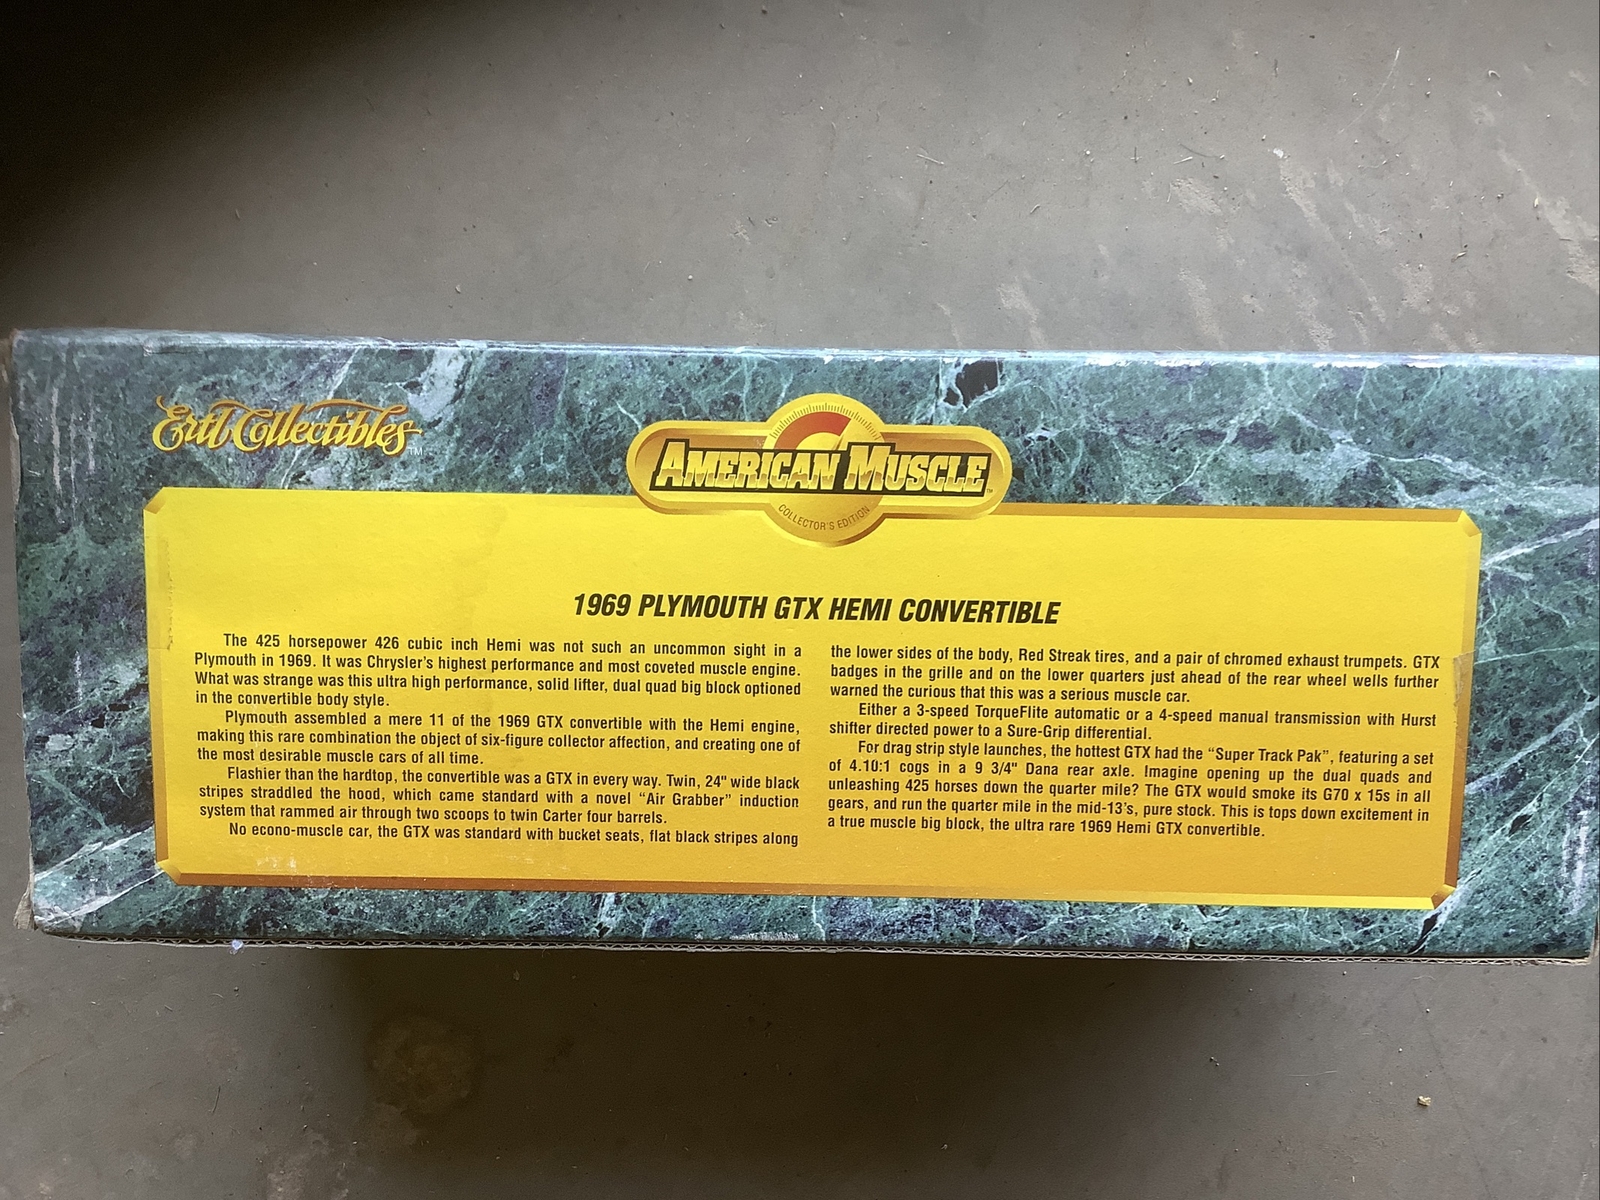 Ertl Collectibles™
AMERICAN MUSCLE™
COLLECTOR'S EDITION
1969 PLYMOUTH GTX HEMI CONVERTIBLE
The 425 horsepower 426 cubic inch Hemi was not such an uncommon sight in a
Plymouth in 1969. It was Chrysler's highest performance and most coveted muscle engine.
What was strange was this ultra high performance, solid lifter, dual quad big block optioned
in the convertible body style.
Plymouth assembled a mere 11 of the 1969 GTX convertible with the Hemi engine,
making this rare combination the object of six-figure collector affection, and creating one of
the most desirable muscle cars of all time.
Flashier than the hardtop, the convertible was a GTX in every way. Twin, 24" wide black
stripes straddled the hood, which came standard with a novel "Air Grabber" induction
system that rammed air through two scoops to twin Carter four barrels.
No econo-muscle car, the GTX was standard with bucket seats, flat black stripes along
the lower sides of the body, Red Streak tires, and a pair of chromed exhaust trumpets. GTX
badges in the grille and on the lower quarters just ahead of the rear wheel wells further
warned the curious that this was a serious muscle car.
Either a 3-speed TorqueFlite automatic or a 4-speed manual transmission with Hurst
shifter directed power to a Sure-Grip differential.
For drag strip style launches, the hottest GTX had the "Super Track Pak", featuring a set
of 4.10:1 cogs in a 9 3/4" Dana rear axle. Imagine opening up the dual quads and
unleashing 425 horses down the quarter mile? The GTX would smoke its G70 x 15s in all
gears, and run the quarter mile in the mid-13's, pure stock. This is tops down excitement in
a true muscle big block, the ultra rare 1969 Hemi GTX convertible.